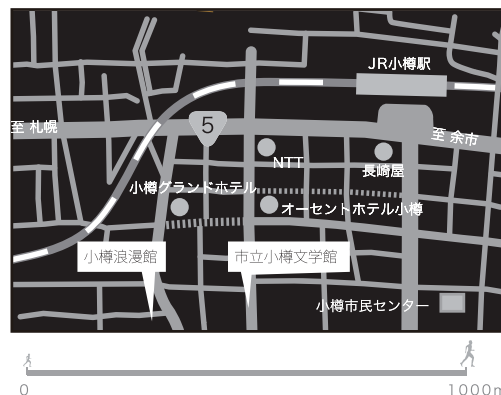 JR小樽駅
至 札幌
5
至 余市
NTT
長崎屋
小樽グランドホテル
オーセントホテル小樽
小樽浪漫館
市立小樽文学館
小樽市民センター
0
1000m